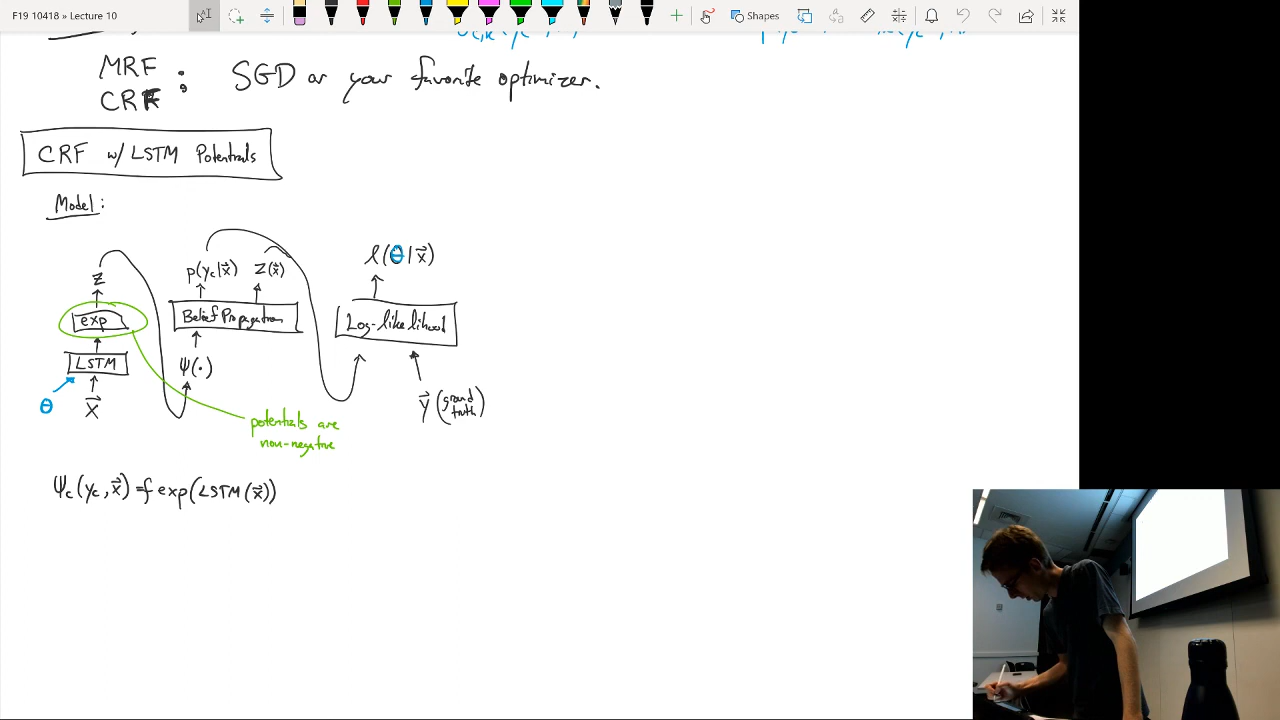 F19 10418 » Lecture 10
Shapes
MRF
CRF
: SGD or your favorite optimizer.
CRF w/ LSTM Potentials
Model:
z
exp
LSTM
θ
x⃗
p(y_c|x⃗) Z(x⃗)
Belief Propagation
ψ(·)
ℓ(θ|x⃗)
Log-likelihood
y⃗ (ground truth)
potentials are
non-negative
ψ_c(y_c, x⃗) = f exp(LSTM(x⃗))